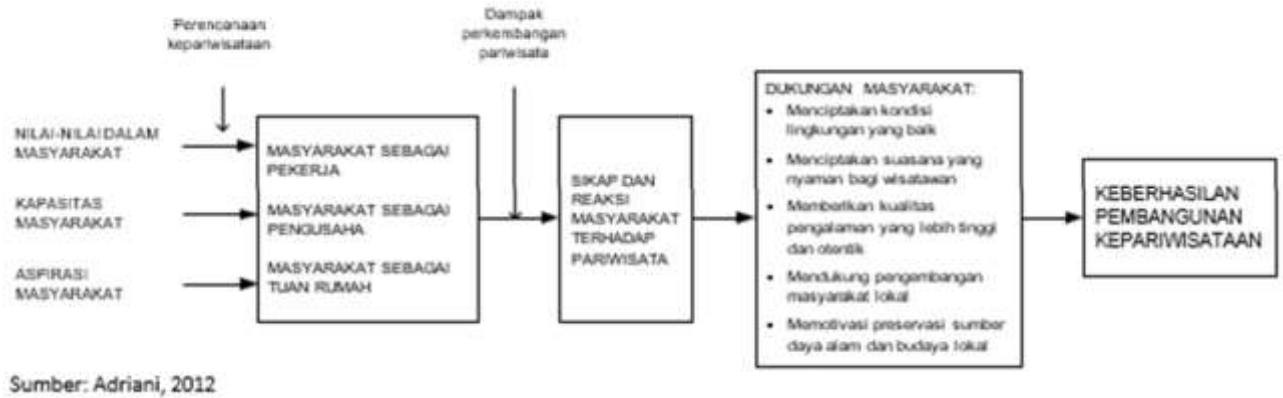 Perencanaan
kepariwisataan
Dampak
perkembangan
pariwisata
NILAI-NILAI DALAM
MASYARAKAT
KAPASITAS
MASYARAKAT
ASPIRASI
MASYARAKAT
MASYARAKAT SEBAGAI
PEKERJA
MASYARAKAT SEBAGAI
PENGUSAHA
MASYARAKAT SEBAGAI
TUAN RUMAH
SIKAP DAN
REAKSI
MASYARAKAT
TERHADAP
PARIWISATA
DUKUNGAN MASYARAKAT:
• Menciptakan kondisi
lingkungan yang baik
• Menciptakan suasana yang
nyaman bagi wisatawan
• Memberikan kualitas
pengalaman yang lebih tinggi
dan otentik
• Mendukung pengembangan
masyarakat lokal
• Memotivasi preservasi sumber
daya alam dan budaya lokal
KEBERHASILAN
PEMBANGUNAN
KEPARIWISATAAN
Sumber: Adriani, 2012